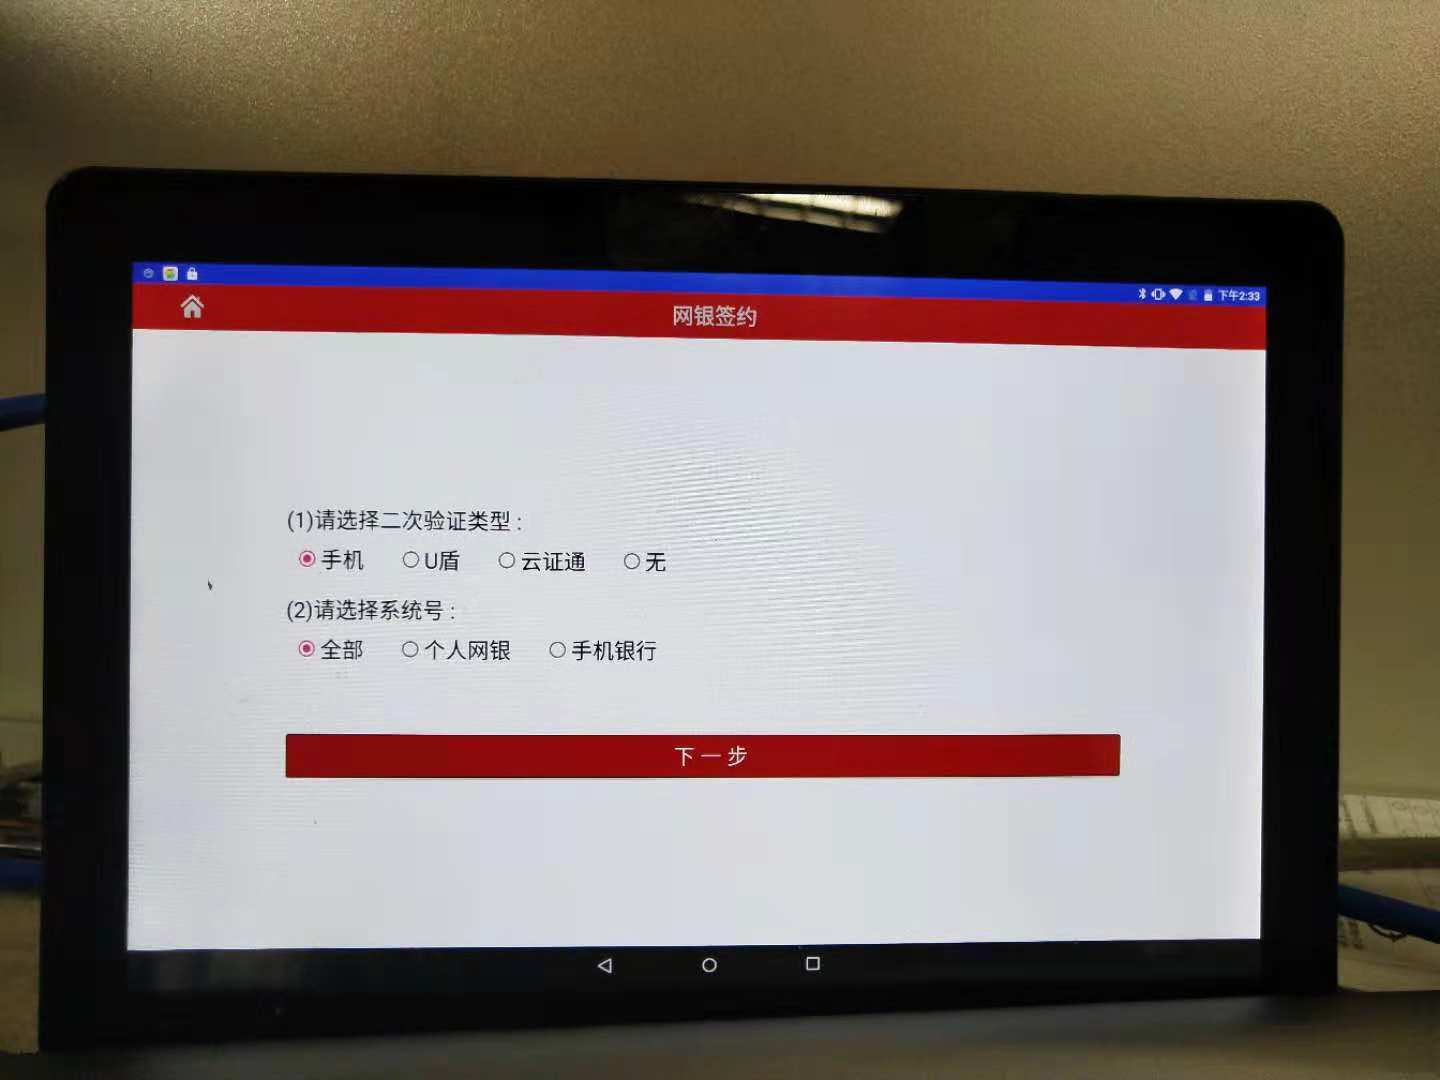 下午2:33
网银签约
(1)请选择二次验证类型:
手机 U盾 云证通 无
(2)请选择系统号:
全部 个人网银 手机银行
下一步